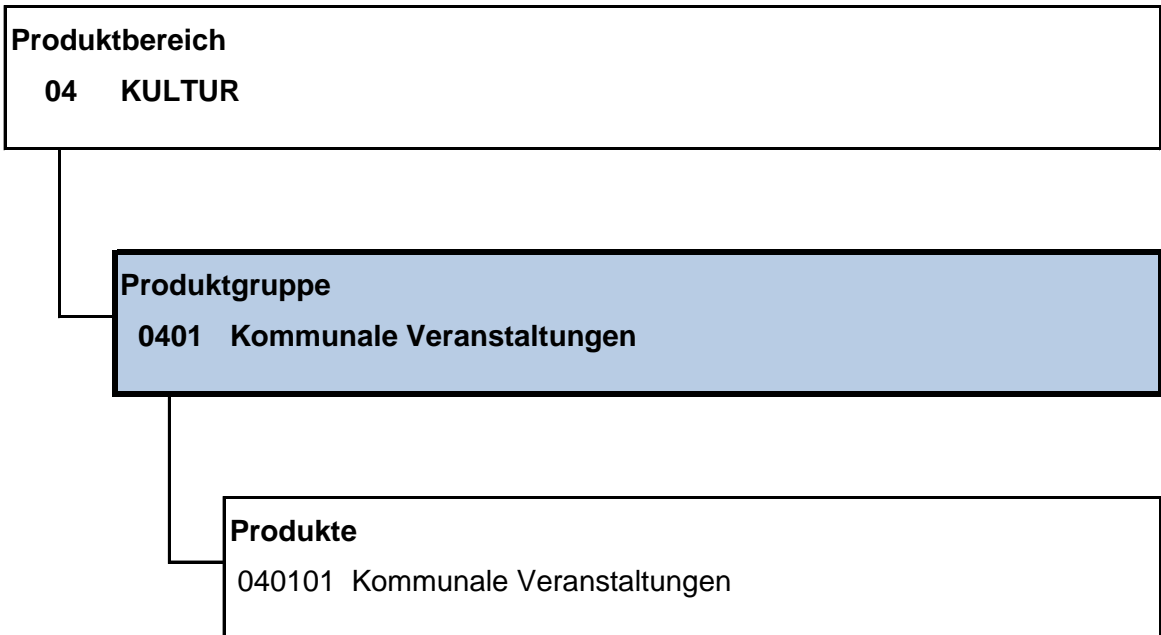 Produktbereich
04 KULTUR
Produktgruppe
0401 Kommunale Veranstaltungen
Produkte
040101 Kommunale Veranstaltungen